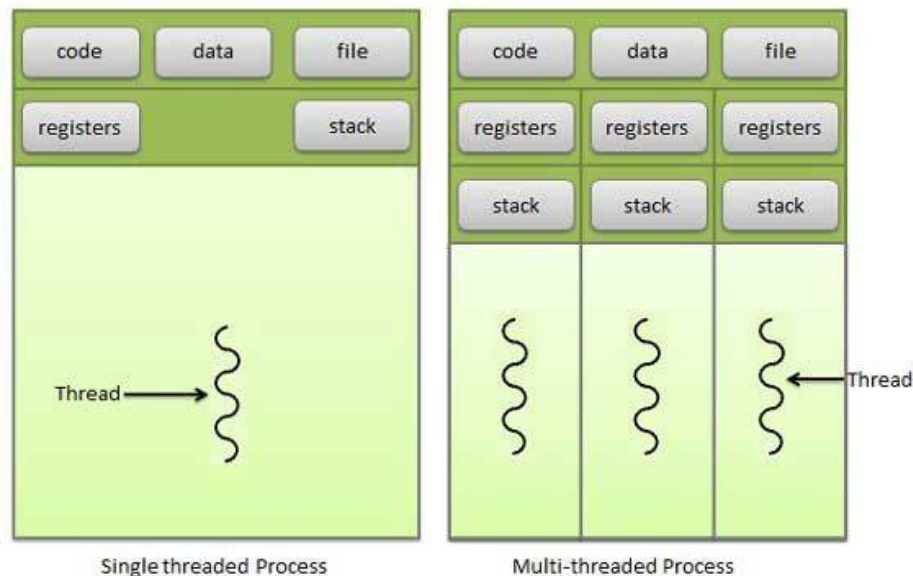 code data file
registers stack
Thread
Single threaded Process
code data file
registers registers registers
stack stack stack
Thread
Multi-threaded Process